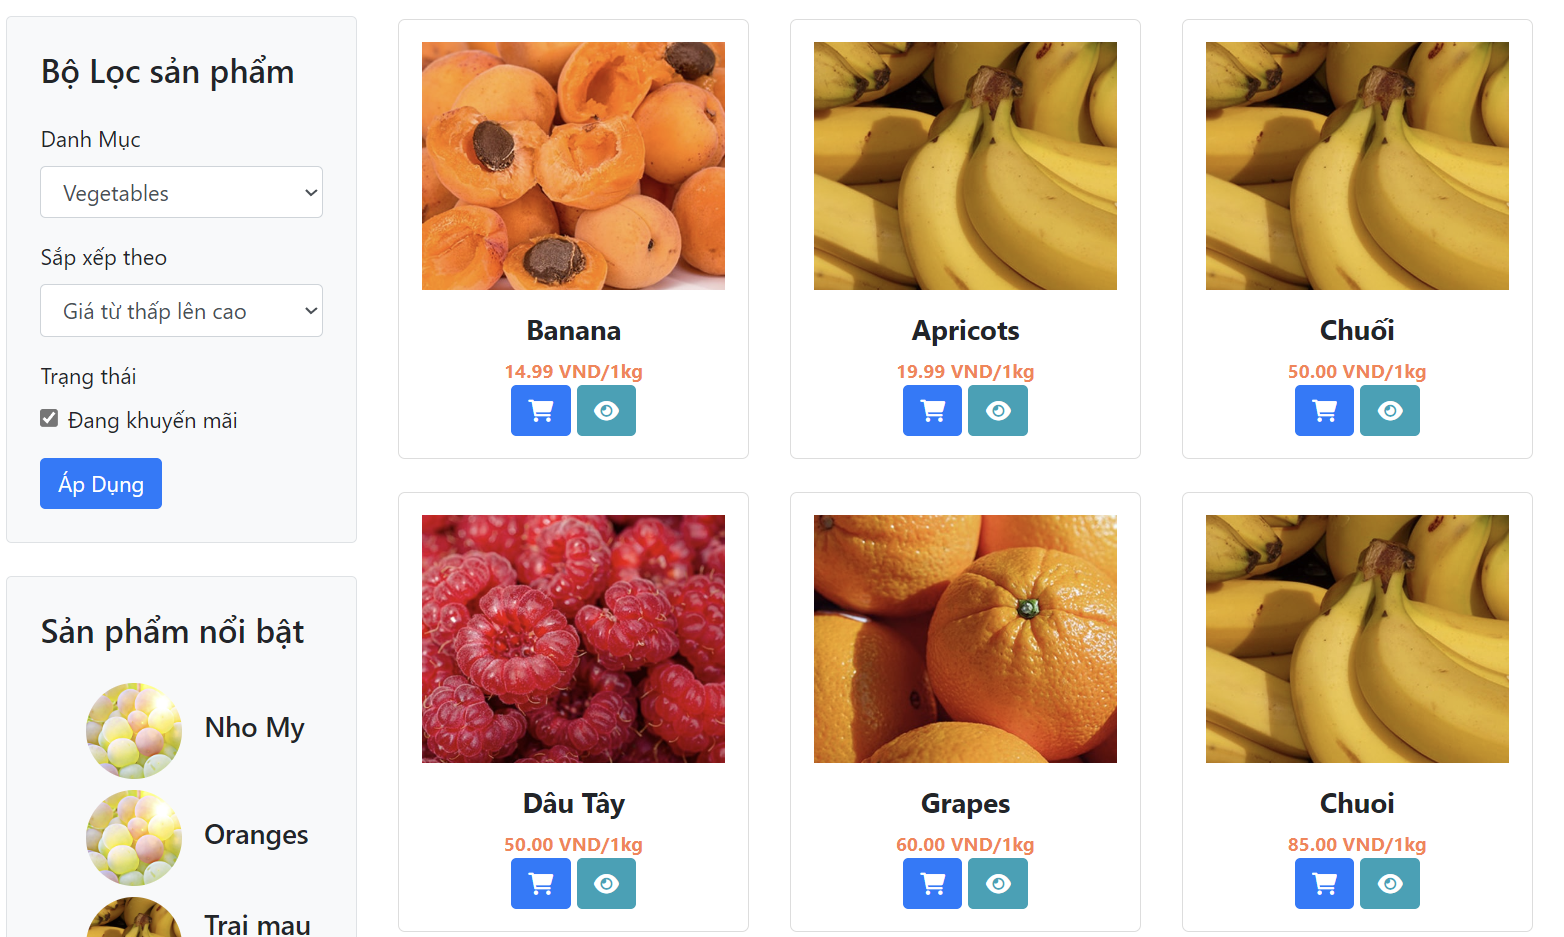 Bộ Lọc sản phẩm
Danh Mục
Vegetables
Sắp xếp theo
Giá từ thấp lên cao
Trạng thái
Đang khuyến mãi
Áp Dụng
Sản phẩm nổi bật
Nho My
Oranges
Trai mau
Banana
14.99 VND/1kg
Apricots
19.99 VND/1kg
Chuối
50.00 VND/1kg
Dâu Tây
50.00 VND/1kg
Grapes
60.00 VND/1kg
Chuoi
85.00 VND/1kg